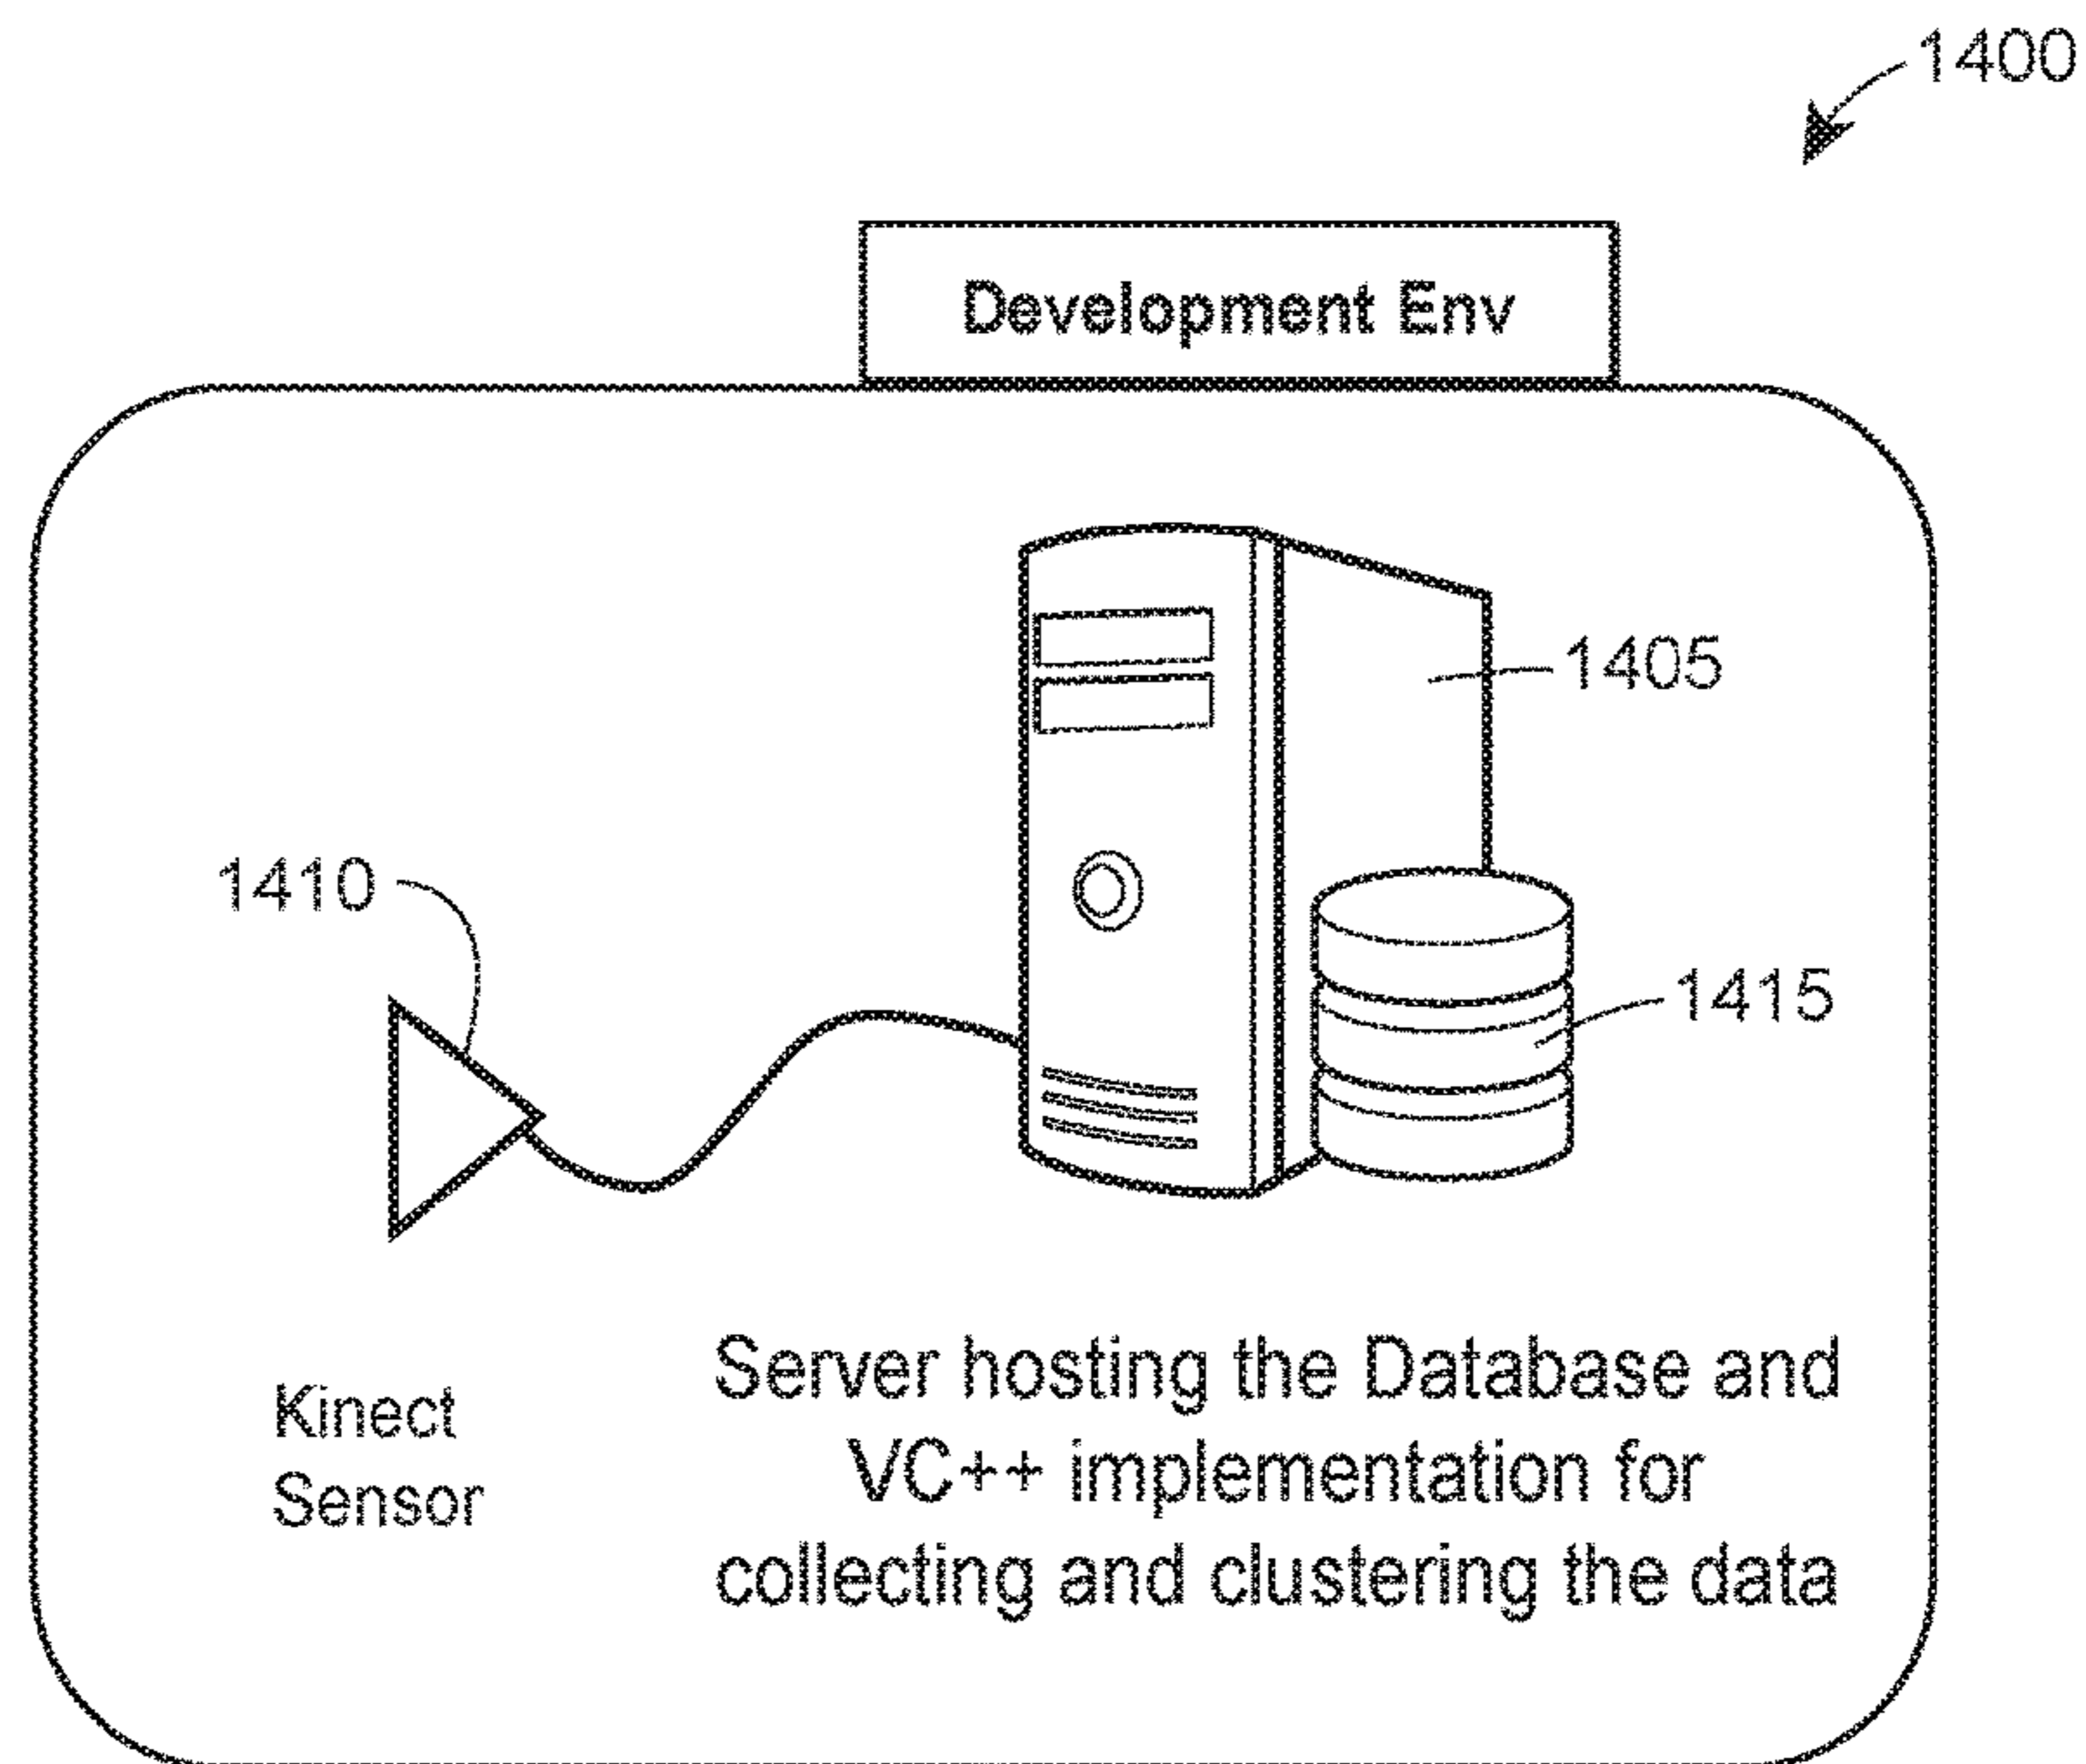 1400
Development Env
1405
1410
1415
Server hosting the Database and
VC++ implementation for
collecting and clustering the data
Kinect
Sensor